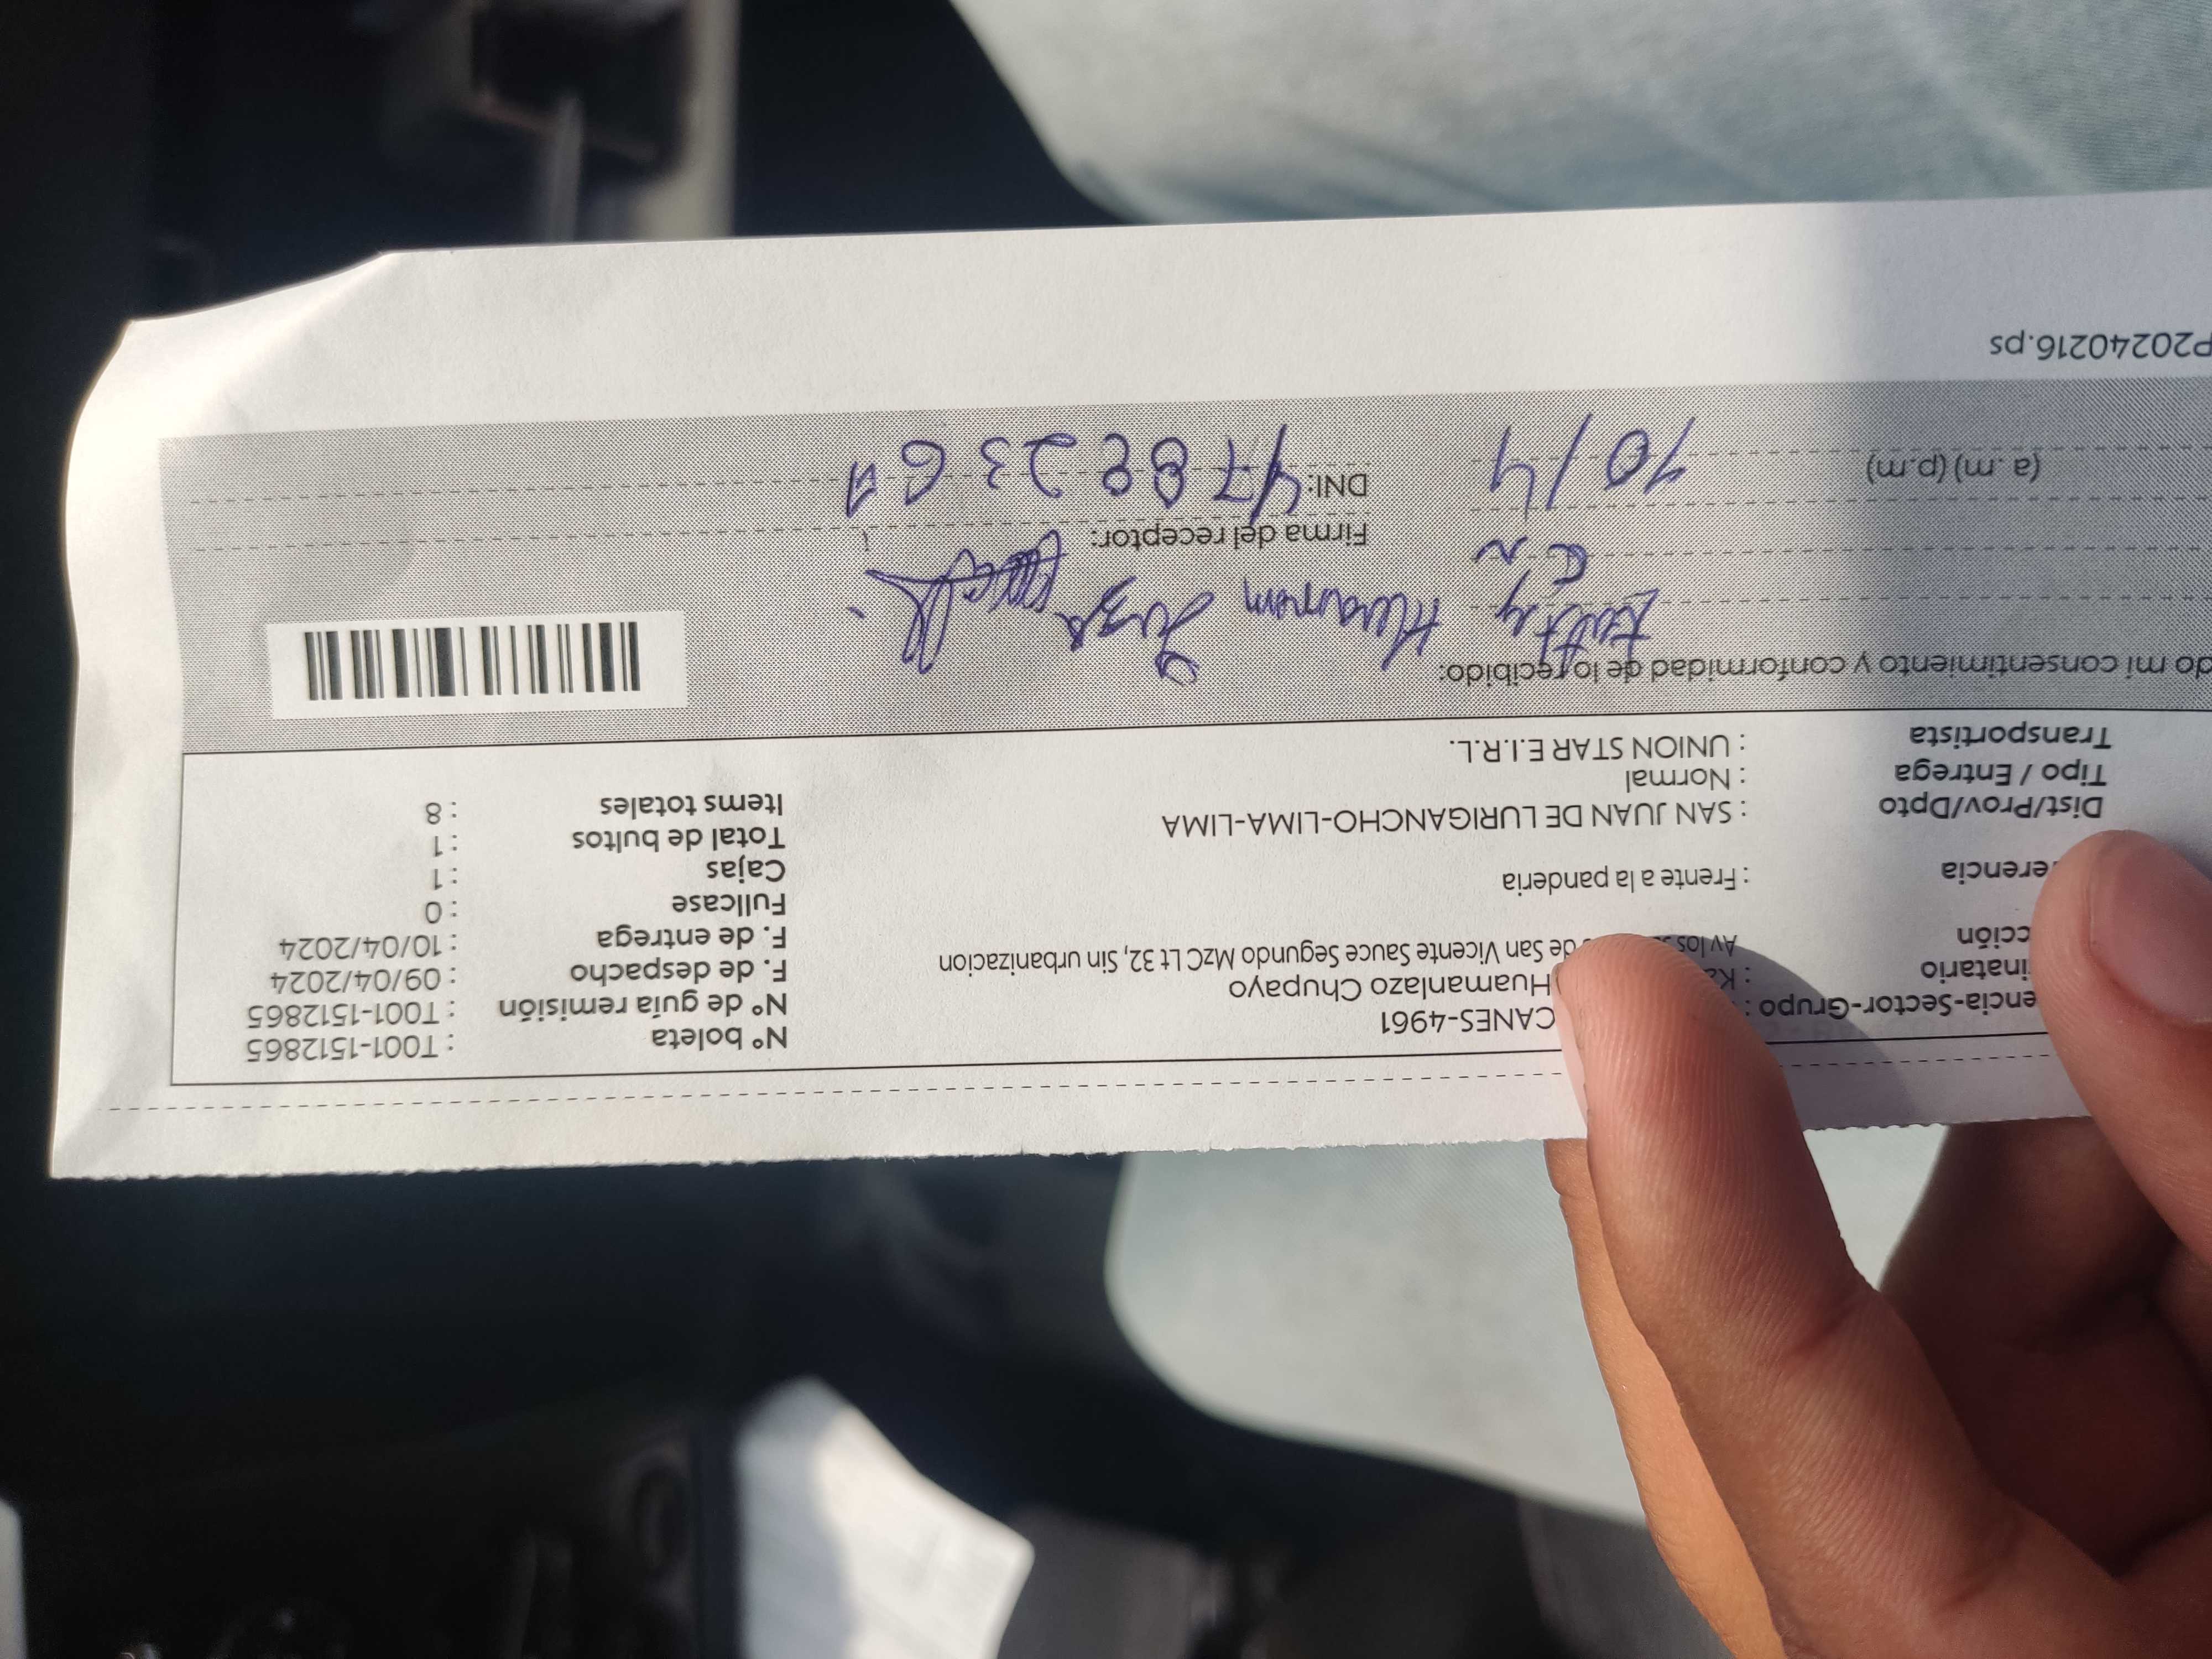 Nº boleta : T001-1512865
Nº de guía remisión : T001-1512865
F. de despacho : 09/04/2024
F. de entrega : 10/04/2024
Fullcase : 0
Cajas : 1
Total de bultos : 1
Items totales : 8
encia-Sector-Grupo : CANES-4961
inatario : Ka Huamanlazo Chupayo
cción Av los de San Vicente Sauce Segundo MzC Lt 32, Sin urbanizacion
erencia : Frente a la panderia
Dist/Prov/Dpto : SAN JUAN DE LURIGANCHO-LIMA-LIMA
Tipo / Entrega : Normal
Transportista : UNION STAR E.I.R.L.
do mi consentimiento y conformidad de lo recibido:
Firma del receptor:
(a.m) (p.m) 10/4 DNI:
P20240216.ps